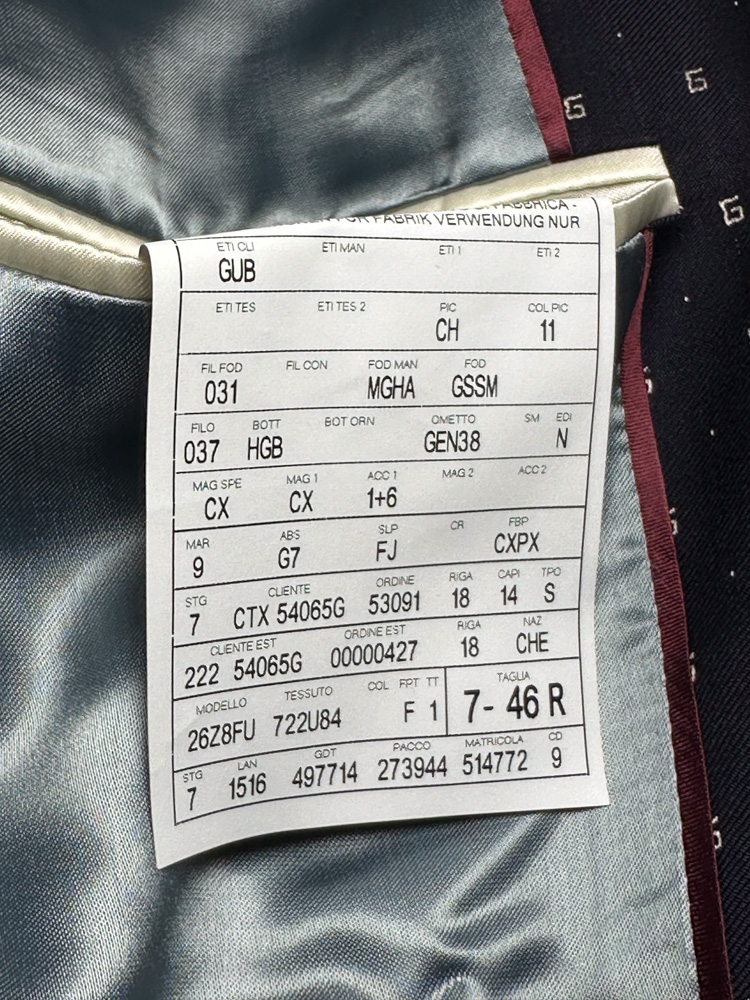 FÜR FABRIK VERWENDUNG NUR
ETI CLI ETI MAN ETI 1 ETI 2
GUB
ETI TES ETI TES 2 PIC COL PIC
CH 11
FIL FOD FIL CON FOD MAN FOD
031 MGHA GSSM
FILO BOTT BOT ORN OMETTO SM EDI
037 HGB GEN38 N
MAG SPE MAG 1 ACC 1 MAG 2 ACC 2
CX CX 1+6
MAR ABS SLP CR FBP
9 G7 FJ CXPX
STG CLIENTE ORDINE RIGA CAPI TPO
7 CTX 54065G 53091 18 14 S
CLIENTE EST ORDINE EST RIGA NAZ
222 54065G 00000427 18 CHE
MODELLO TESSUTO COL FPT TT TAGLIA
26Z8FU 722U84 F 1 7- 46 R
STG LAN GDT PACCO MATRICOLA CD
7 1516 497714 273944 514772 9